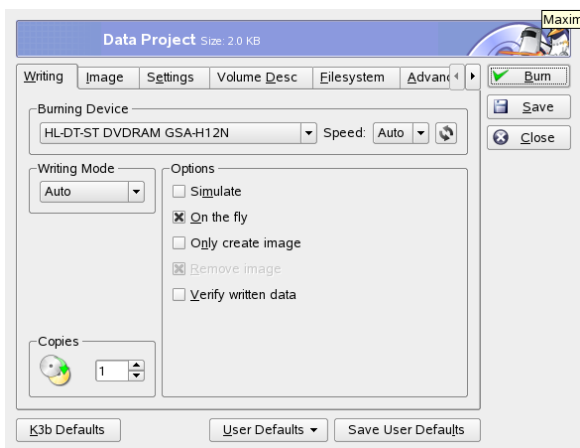 Maxim
Data Project Size: 2.0 KB
Writing Image Settings Volume Desc Filesystem Advanc
Burn
Save
Close
Burning Device
HL-DT-ST DVDRAM GSA-H12N Speed: Auto
Writing Mode
Auto
Options
Simulate
On the fly
Only create image
Remove image
Verify written data
Copies
1
K3b Defaults User Defaults Save User Defaults